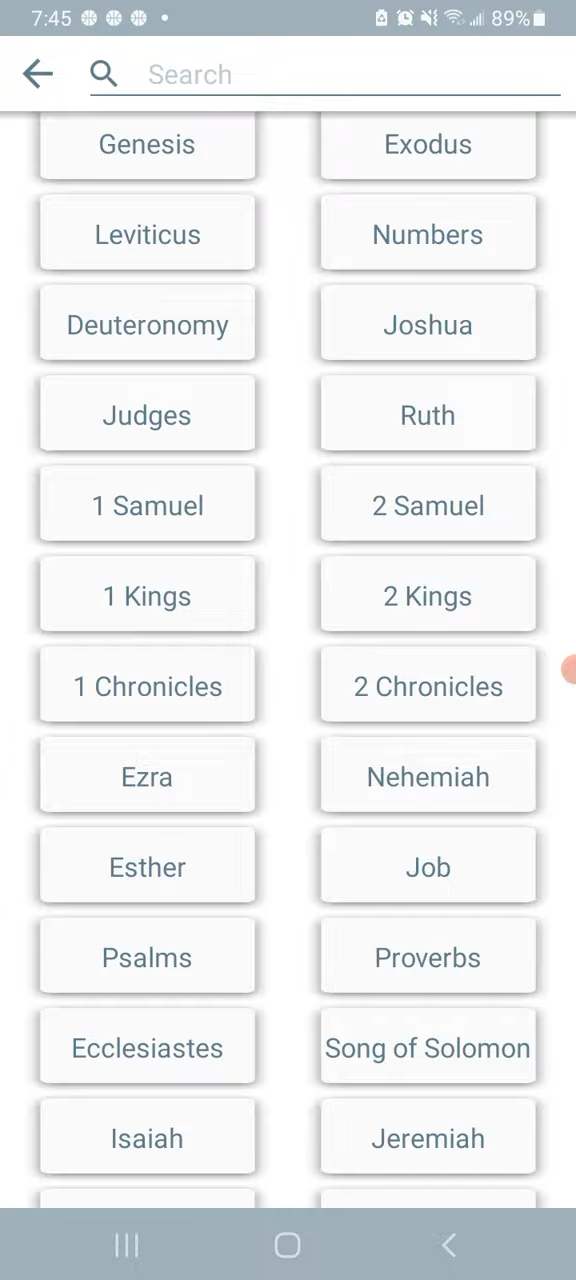 7:45 89%
Search
Genesis Exodus
Leviticus Numbers
Deuteronomy Joshua
Judges Ruth
1 Samuel 2 Samuel
1 Kings 2 Kings
1 Chronicles 2 Chronicles
Ezra Nehemiah
Esther Job
Psalms Proverbs
Ecclesiastes Song of Solomon
Isaiah Jeremiah